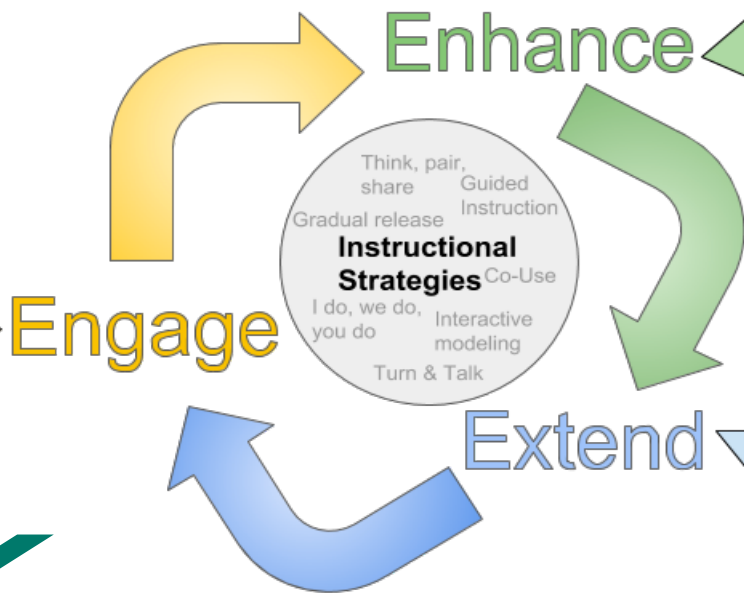 Enhance
Think, pair,
share
Guided
Instruction
Gradual release
Instructional
Strategies
Co-Use
I do, we do,
you do
Interactive
modeling
Turn & Talk
Engage
Extend